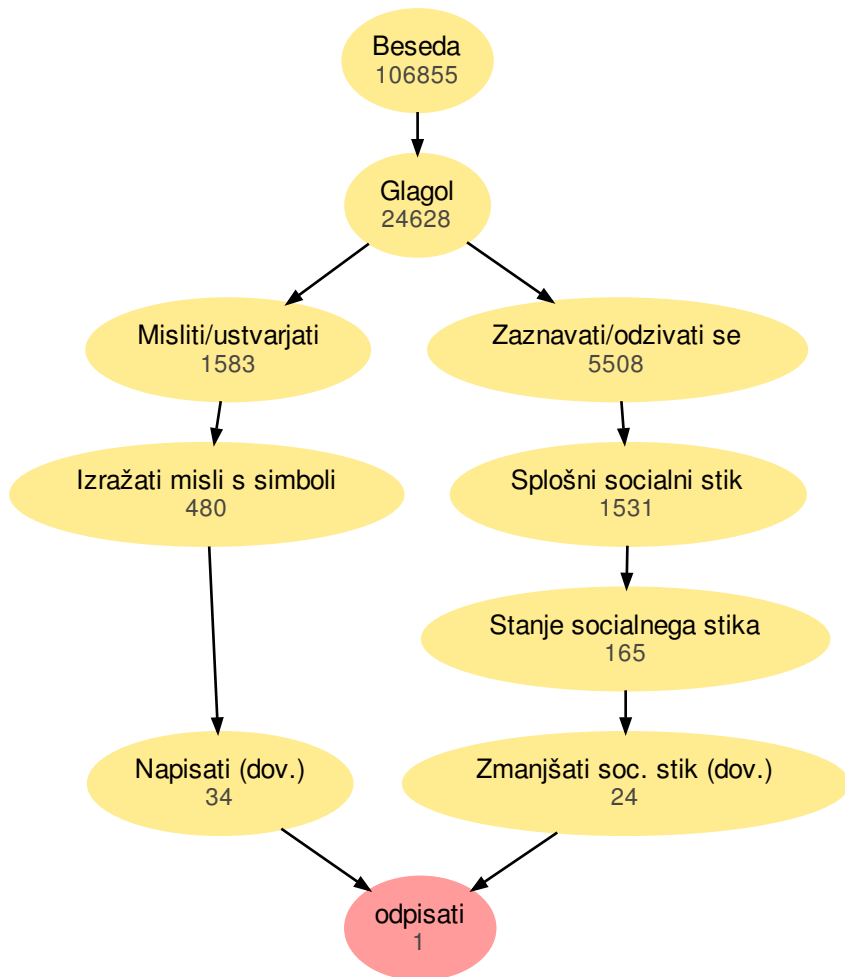 Beseda
106855
Glagol
24628
Misliti/ustvarjati
1583
Zaznavati/odzivati se
5508
Izražati misli s simboli
480
Splošni socialni stik
1531
Stanje socialnega stika
165
Napisati (dov.)
34
Zmanjšati soc. stik (dov.)
24
odpisati
1